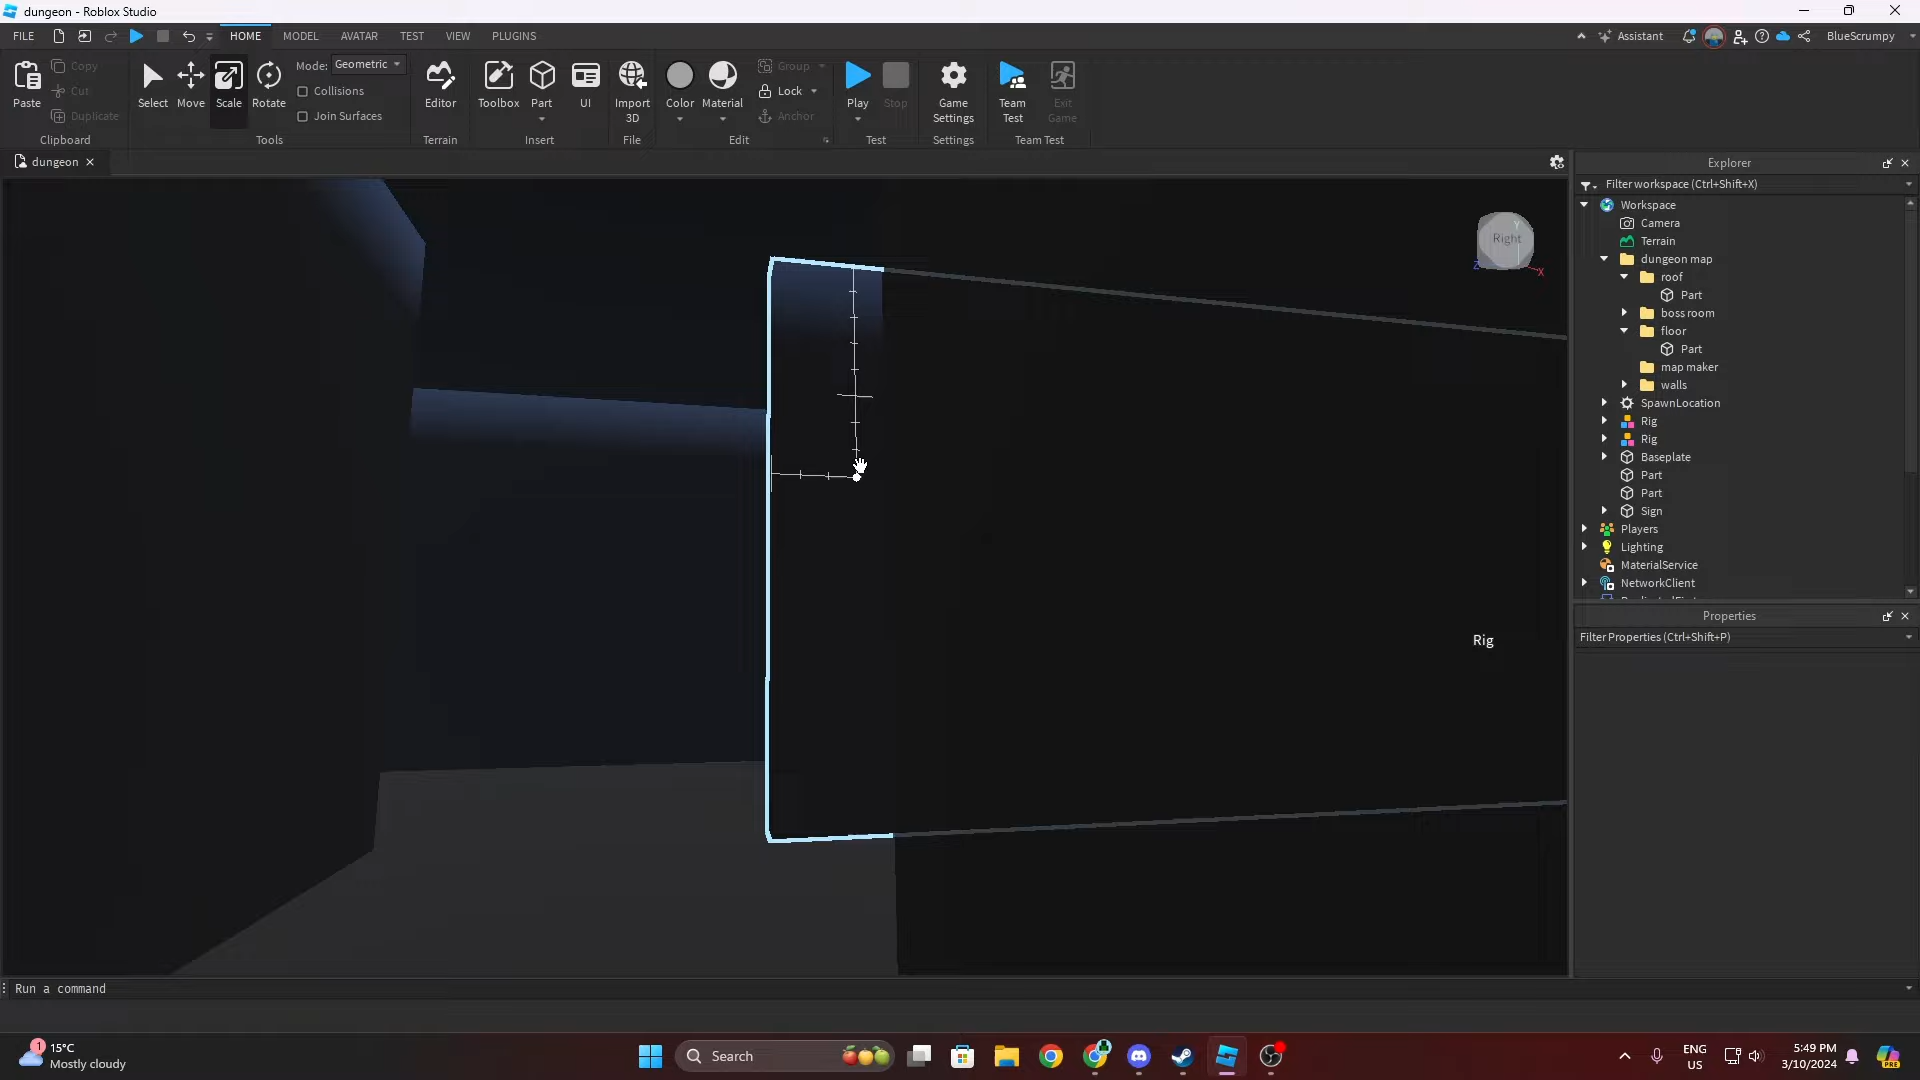 dungeon - Roblox Studio
FILE
HOME
MODEL
AVATAR
TEST
VIEW
PLUGINS
Assistant
BlueScrumpy
Paste
Copy
Cut
Duplicate
Clipboard
Select
Move
Scale
Rotate
Mode: Geometric
Collisions
Join Surfaces
Tools
Editor
Terrain
Toolbox
Part
UI
Insert
Import 3D
File
Color
Material
Group
Lock
Anchor
Edit
Play
Stop
Test
Game Settings
Settings
Team Test
Exit Game
Team Test
dungeon
Right
Y
Z
X
Rig
Explorer
Filter workspace (Ctrl+Shift+X)
Workspace
Camera
Terrain
dungeon map
roof
Part
boss room
floor
Part
map maker
walls
SpawnLocation
Rig
Rig
Baseplate
Part
Part
Sign
Players
Lighting
MaterialService
NetworkClient
Properties
Filter Properties (Ctrl+Shift+P)
Run a command
1
15°C
Mostly cloudy
Search
ENG
US
5:49 PM
3/10/2024
PRE